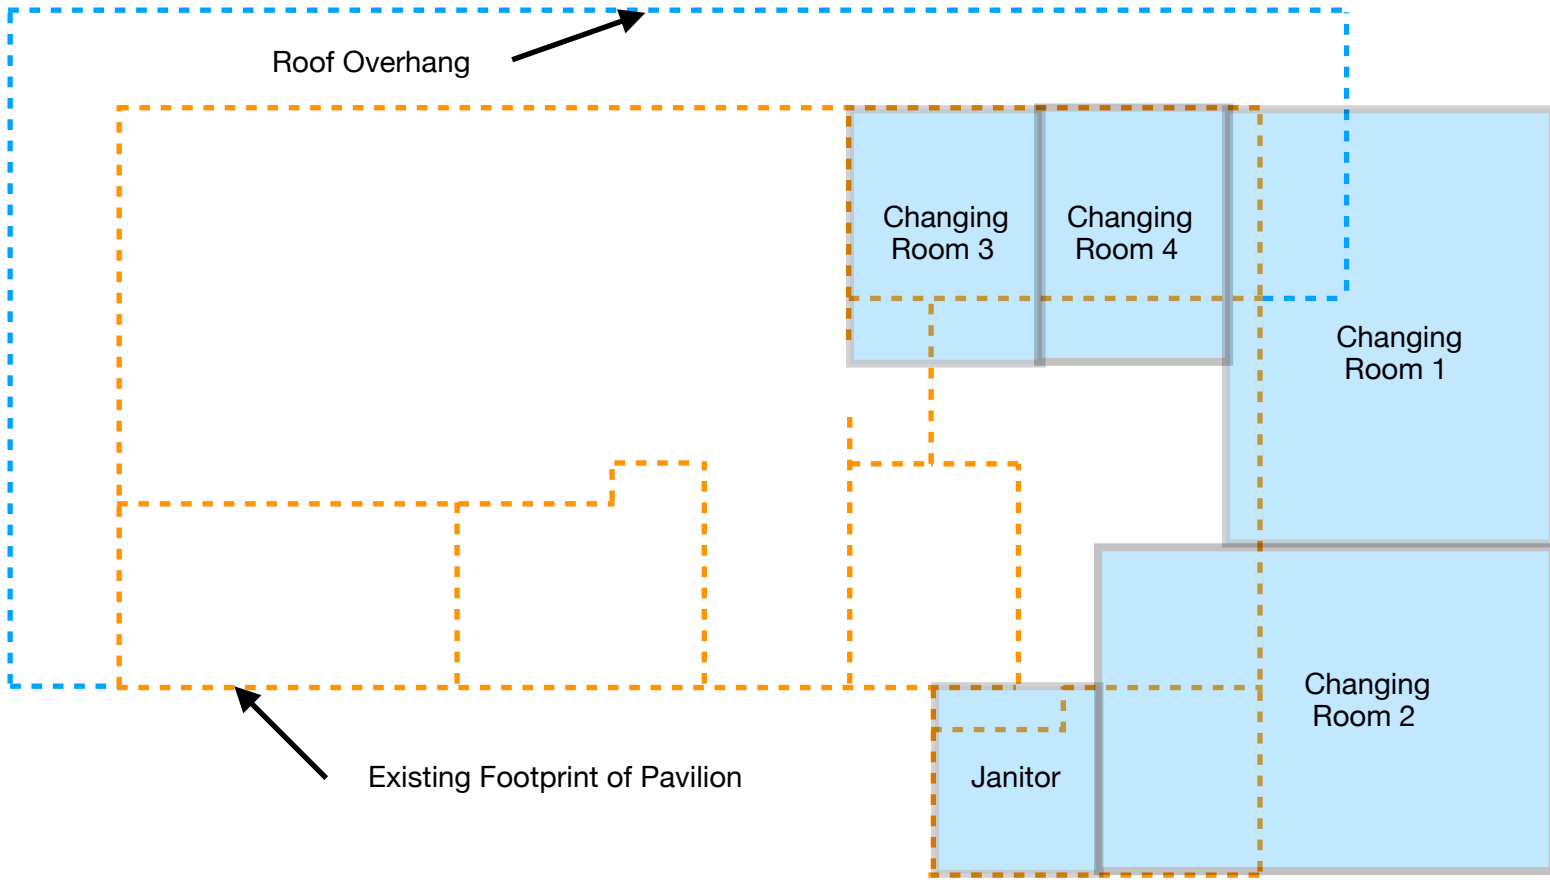 Roof Overhang
Changing
Room 3
Changing
Room 4
Changing
Room 1
Changing
Room 2
Existing Footprint of Pavilion
Janitor